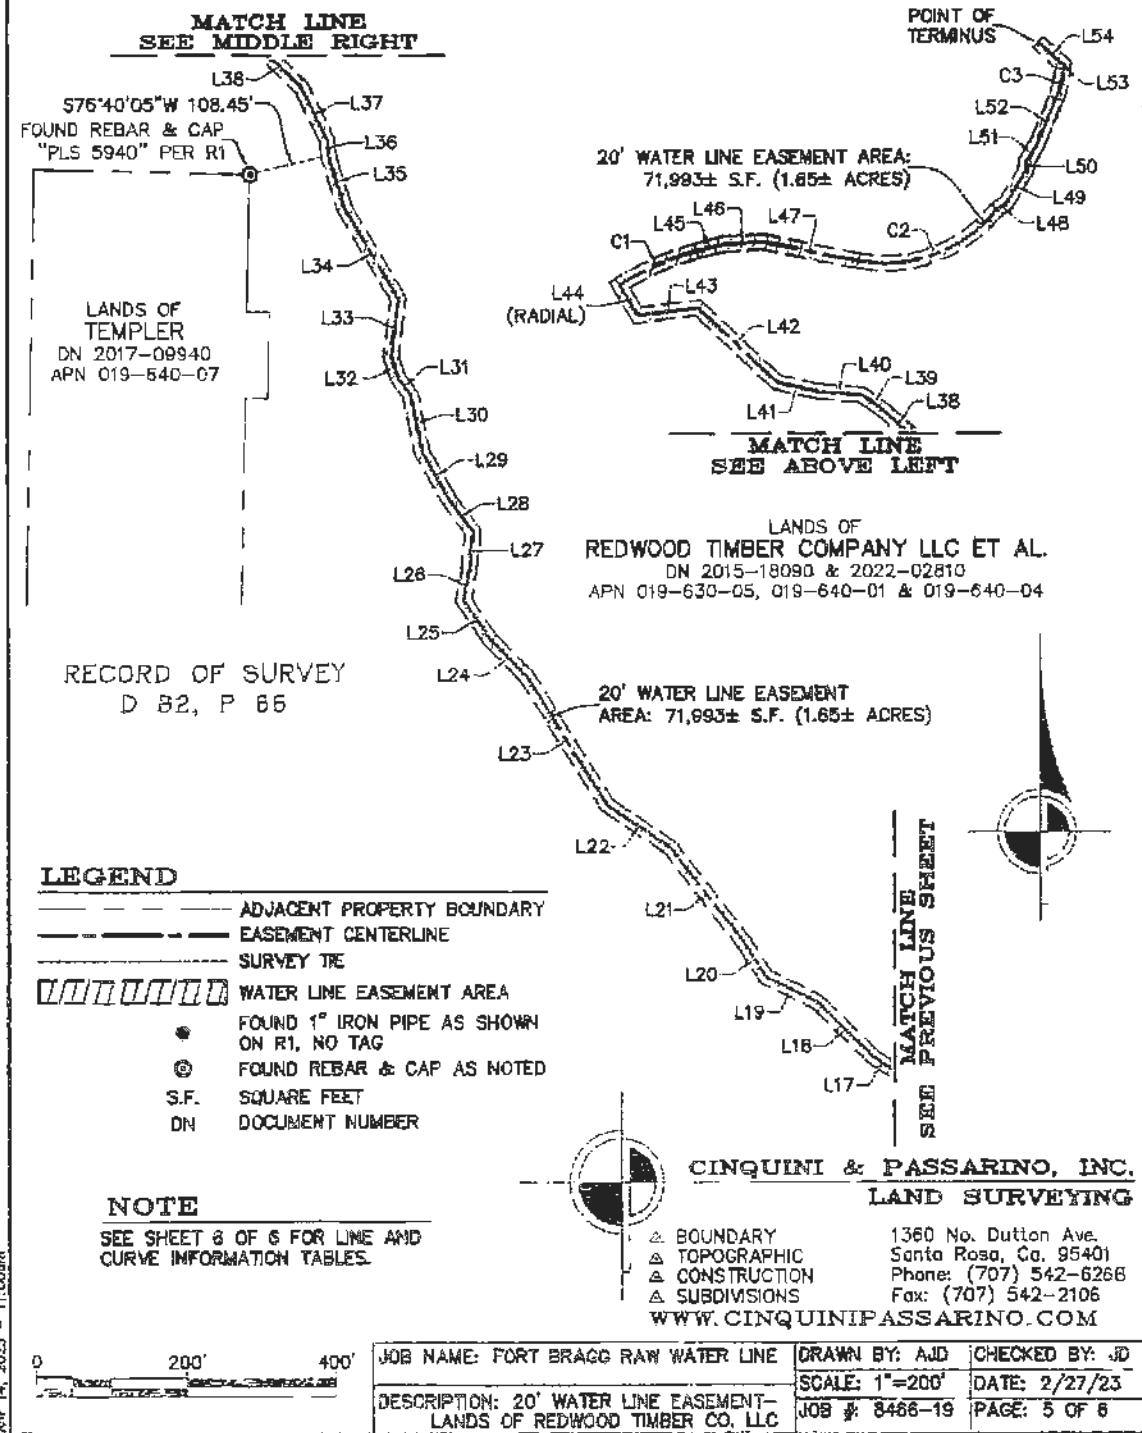 MATCH LINE
SEE MIDDLE RIGHT
L38
L37
S76°40'05"W 108.45'
FOUND REBAR & CAP
"PLS 5940" PER R1
L36
L35
L34
L33
L32
L31
L30
L29
L28
L27
L26
L25
L24
L23
L22
L21
L20
L19
L18
L17
LANDS OF
TEMPLER
DN 2017-09940
APN 019-640-07
POINT OF
TERMINUS
L54
L53
C3
L52
L51
L50
L49
L48
20' WATER LINE EASEMENT AREA:
71,993± S.F. (1.65± ACRES)
C2
L47
L46
L45
C1
L44
(RADIAL)
L43
L42
L41
L40
L39
L38
MATCH LINE
SEE ABOVE LEFT
LANDS OF
REDWOOD TIMBER COMPANY LLC ET AL.
DN 2015-18090 & 2022-02810
APN 019-630-05, 019-640-01 & 019-640-04
RECORD OF SURVEY
D 82, P 66
20' WATER LINE EASEMENT
AREA: 71,993± S.F. (1.65± ACRES)
MATCH LINE
SEE PREVIOUS SHEET
LEGEND
ADJACENT PROPERTY BOUNDARY
EASEMENT CENTERLINE
SURVEY TIE
WATER LINE EASEMENT AREA
FOUND 1" IRON PIPE AS SHOWN
ON R1, NO TAG
FOUND REBAR & CAP AS NOTED
S.F. SQUARE FEET
DN DOCUMENT NUMBER
NOTE
SEE SHEET 6 OF 6 FOR LINE AND
CURVE INFORMATION TABLES.
CINQUINI & PASSARINO, INC.
LAND SURVEYING
BOUNDARY
TOPOGRAPHIC
CONSTRUCTION
SUBDIVISIONS
1360 No. Dutton Ave.
Santa Rosa, Ca. 95401
Phone: (707) 542-6268
Fax: (707) 542-2106
WWW.CINQUINIPASSARINO.COM
0 200' 400'
JOB NAME: FORT BRAGG RAW WATER LINE
DRAWN BY: AJD
CHECKED BY: JD
SCALE: 1"=200'
DATE: 2/27/23
DESCRIPTION: 20' WATER LINE EASEMENT-
LANDS OF REDWOOD TIMBER CO, LLC
JOB #: 8466-19
PAGE: 5 OF 6